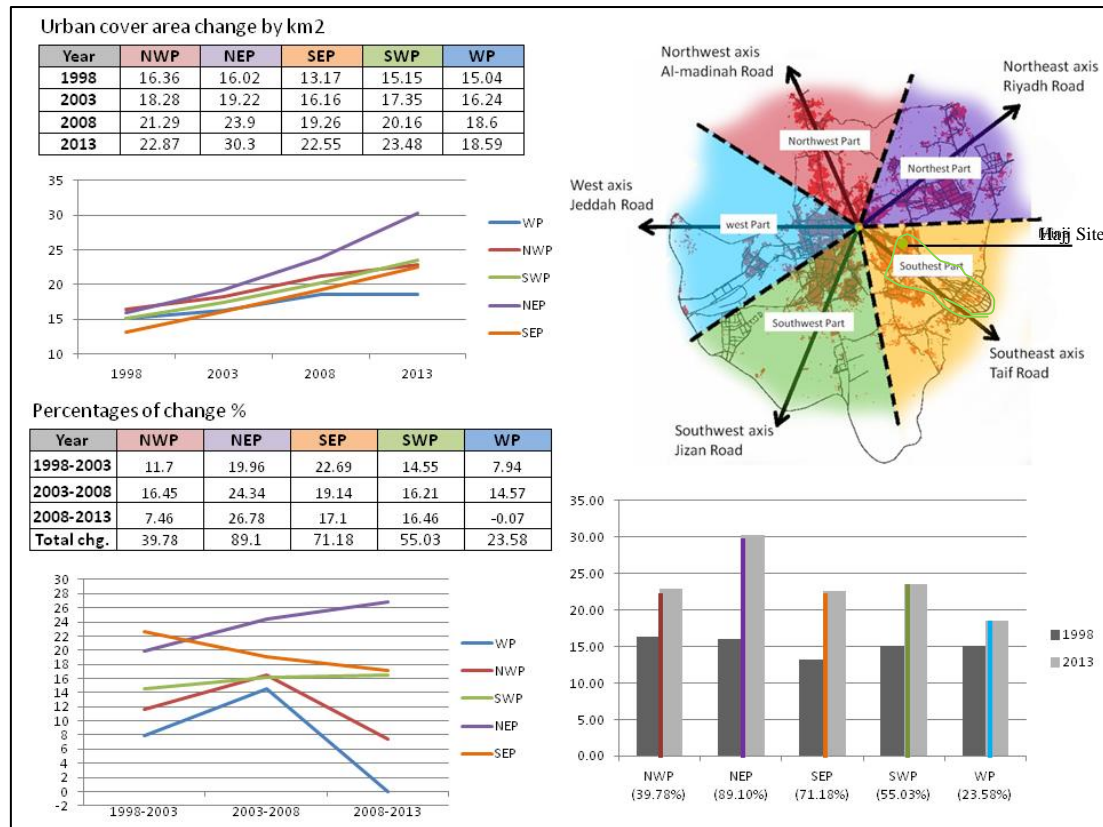 Urban cover area change by km2
Year NWP NEP SEP SWP WP
1998 16.36 16.02 13.17 15.15 15.04
2003 18.28 19.22 16.16 17.35 16.24
2008 21.29 23.9 19.26 20.16 18.6
2013 22.87 30.3 22.55 23.48 18.59
35
30
25
20
15
10
1998 2003 2008 2013
WP
NWP
SWP
NEP
SEP
Percentages of change %
Year NWP NEP SEP SWP WP
1998-2003 11.7 19.96 22.69 14.55 7.94
2003-2008 16.45 24.34 19.14 16.21 14.57
2008-2013 7.46 26.78 17.1 16.46 -0.07
Total chg. 39.78 89.1 71.18 55.03 23.58
30
28
26
24
22
20
18
16
14
12
10
8
6
4
2
0
-2
1998-2003 2003-2008 2008-2013
WP
NWP
SWP
NEP
SEP
Northwest axis
Al-madinah Road
Northeast axis
Riyadh Road
Northwest Part
Northest Part
West axis
Jeddah Road
west Part
Hajj Site
Southest Part
Southwest Part
Southeast axis
Taif Road
Southwest axis
Jizan Road
35.00
30.00
25.00
20.00
15.00
10.00
5.00
0.00
NWP NEP SEP SWP WP
(39.78%) (89.10%) (71.18%) (55.03%) (23.58%)
1998
2013